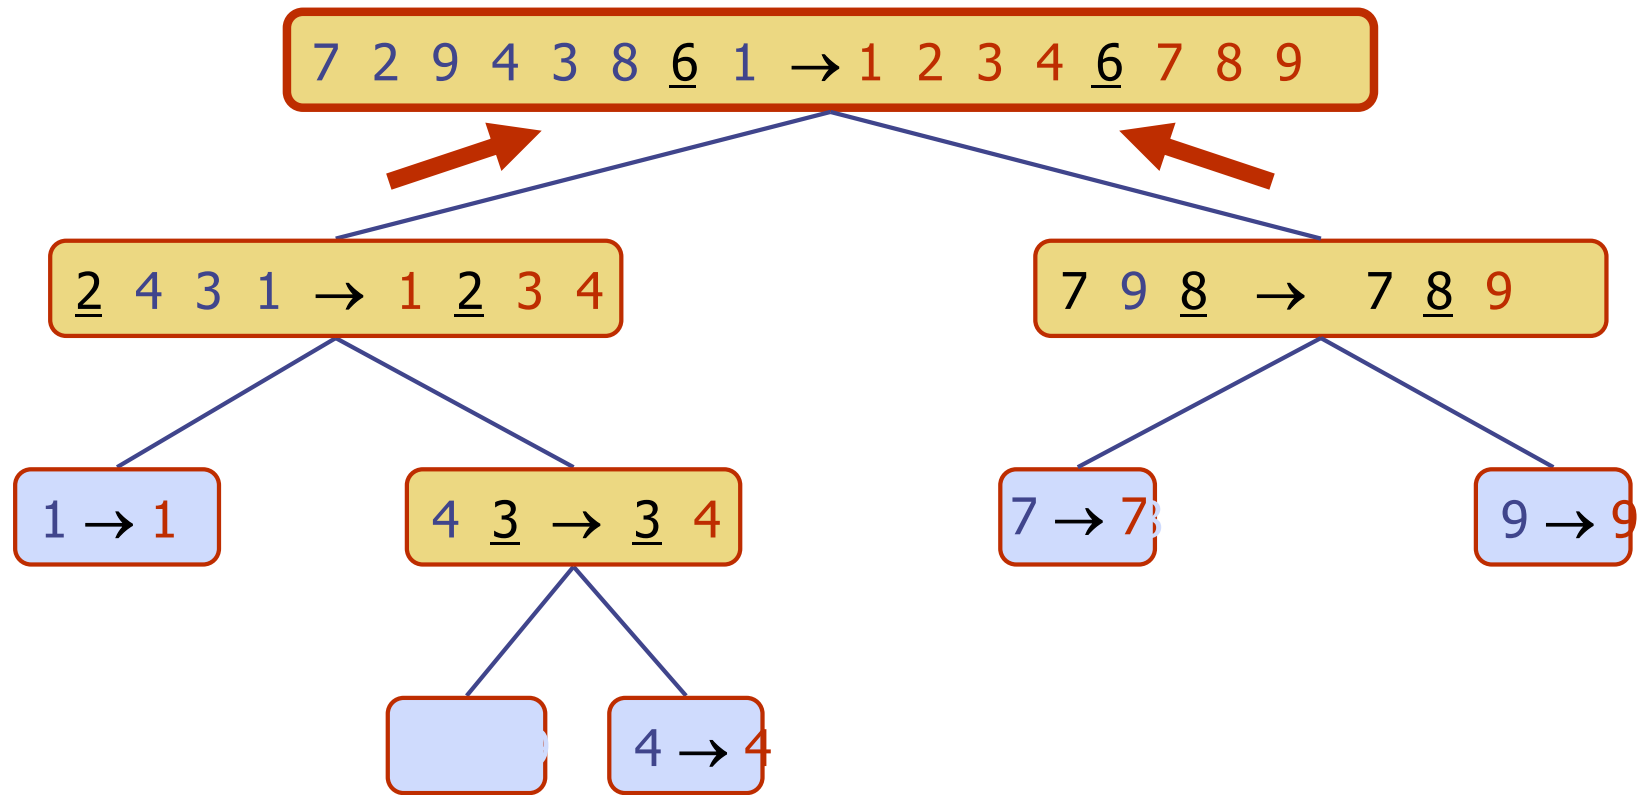 7 2 9 4 3 8 6 1 → 1 2 3 4 6 7 8 9
2 4 3 1 → 1 2 3 4
7 9 8 → 7 8 9
1 → 1
4 3 → 3 4
7 → 7
9 → 9
4 → 4